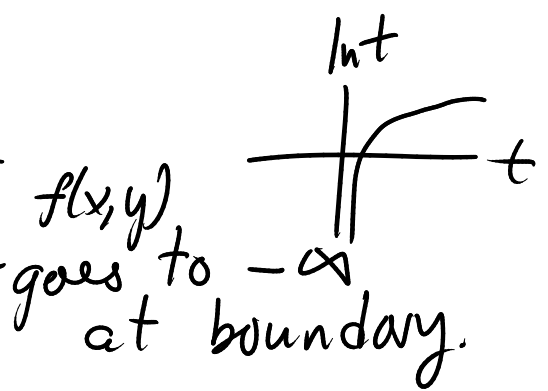 ln t
t
f(x,y)
goes to -∞
at boundary.